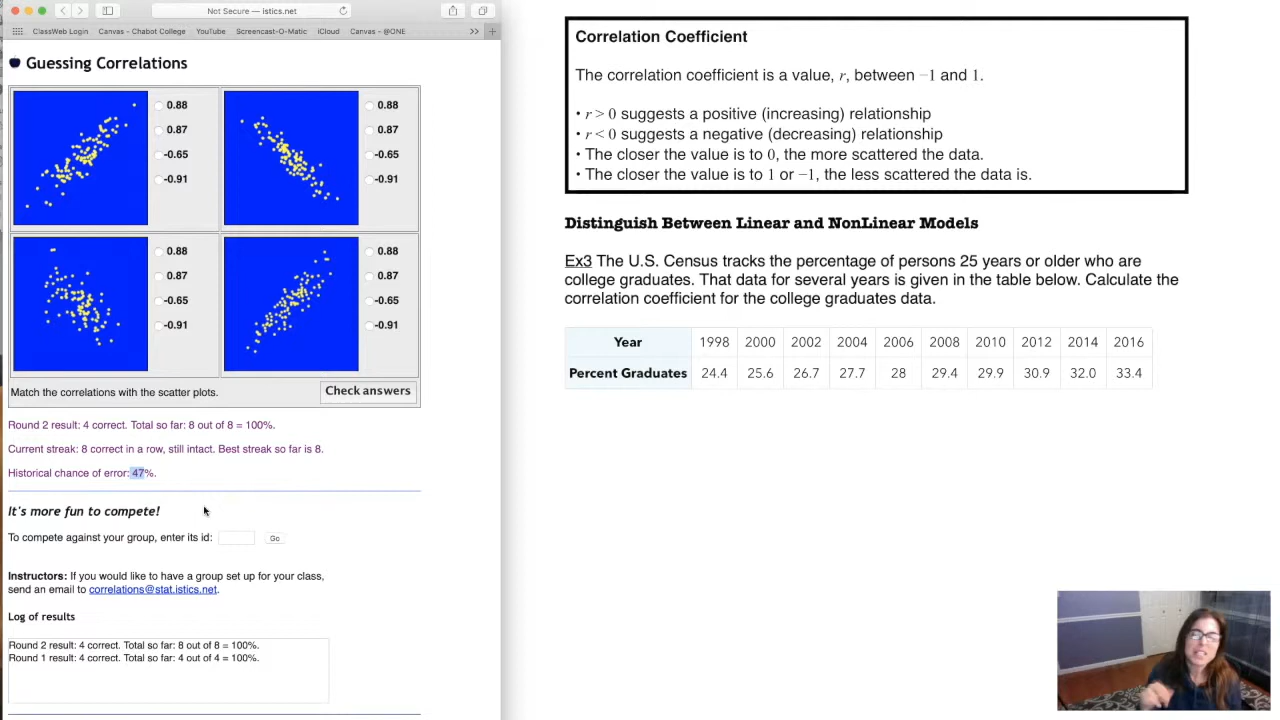 Not Secure — istics.net
ClassWeb Login Canvas - Chabot College YouTube Screencast-O-Matic iCloud Canvas - @ONE
Guessing Correlations
0.88
0.87
-0.65
-0.91
0.88
0.87
-0.65
-0.91
0.88
0.87
-0.65
-0.91
0.88
0.87
-0.65
-0.91
Match the correlations with the scatter plots. Check answers
Round 2 result: 4 correct. Total so far: 8 out of 8 = 100%.
Current streak: 8 correct in a row, still intact. Best streak so far is 8.
Historical chance of error: 47%.
It's more fun to compete!
To compete against your group, enter its id: Go
Instructors: If you would like to have a group set up for your class,
send an email to correlations@stat.istics.net.
Log of results
Round 2 result: 4 correct. Total so far: 8 out of 8 = 100%.
Round 1 result: 4 correct. Total so far: 4 out of 4 = 100%.
Correlation Coefficient
The correlation coefficient is a value, r, between −1 and 1.
• r > 0 suggests a positive (increasing) relationship
• r < 0 suggests a negative (decreasing) relationship
• The closer the value is to 0, the more scattered the data.
• The closer the value is to 1 or −1, the less scattered the data is.
Distinguish Between Linear and NonLinear Models
Ex3 The U.S. Census tracks the percentage of persons 25 years or older who are
college graduates. That data for several years is given in the table below. Calculate the
correlation coefficient for the college graduates data.
Year 1998 2000 2002 2004 2006 2008 2010 2012 2014 2016
Percent Graduates 24.4 25.6 26.7 27.7 28 29.4 29.9 30.9 32.0 33.4